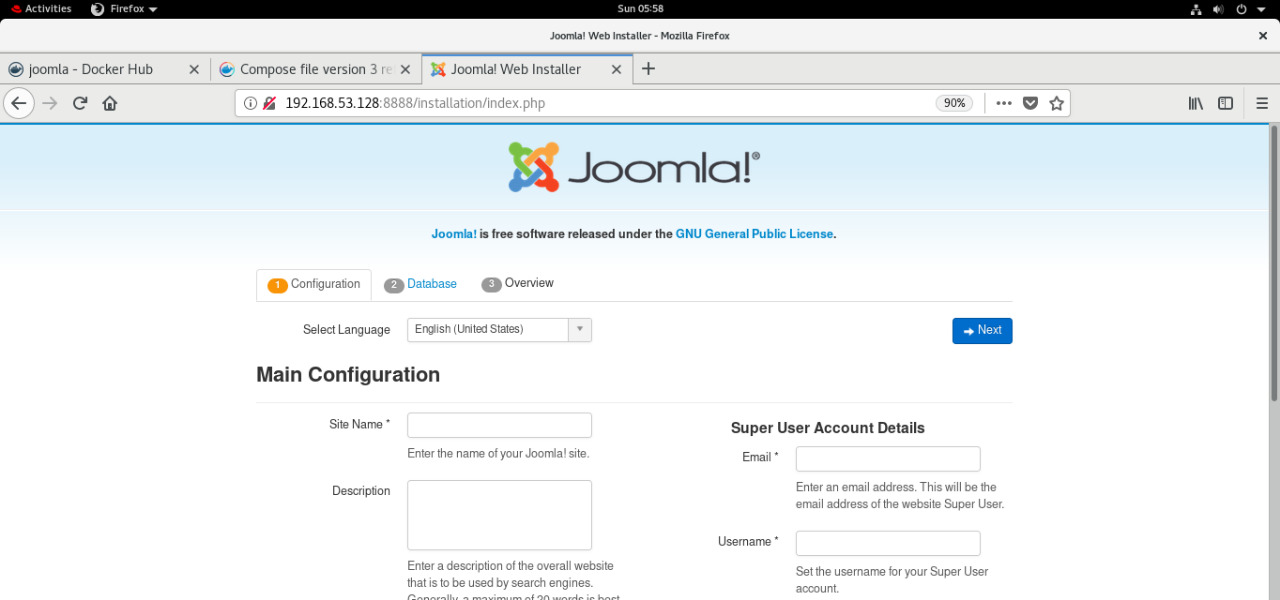 Activities Firefox Sun 05:58
Joomla! Web Installer - Mozilla Firefox
joomla - Docker Hub Compose file version 3 re Joomla! Web Installer
192.168.53.128:8888/installation/index.php 90%
Joomla!®
Joomla! is free software released under the GNU General Public License.
1 Configuration 2 Database 3 Overview
Select Language English (United States) Next
Main Configuration
Site Name *
Enter the name of your Joomla! site.
Description
Enter a description of the overall website
that is to be used by search engines.
Generally, a maximum of 20 words is best
Super User Account Details
Email *
Enter an email address. This will be the
email address of the website Super User.
Username *
Set the username for your Super User
account.